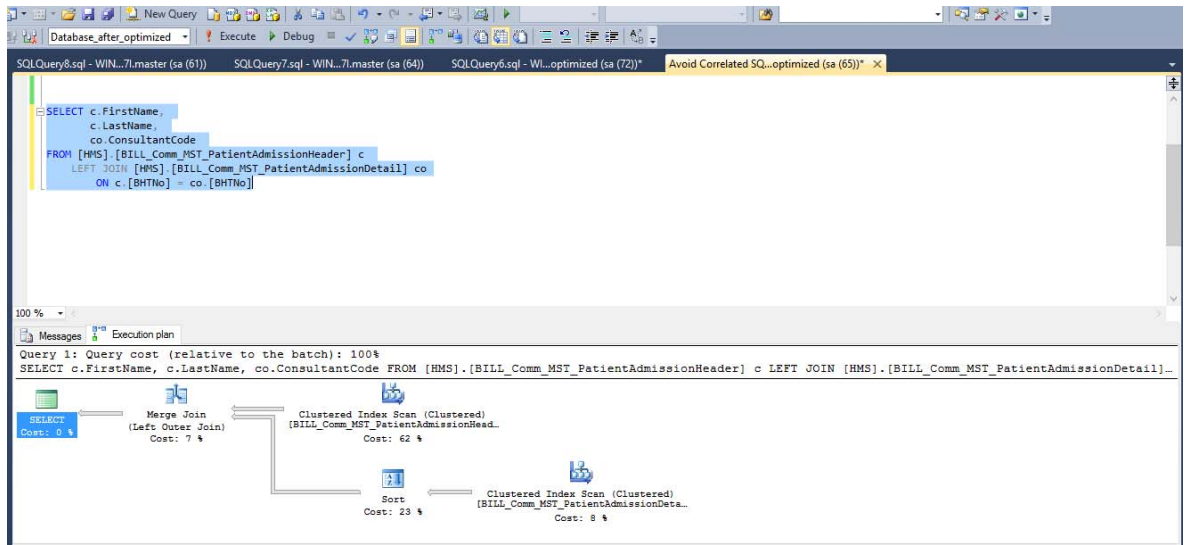 New Query
Database_after_optimized Execute Debug
SQLQuery8.sql - WIN...7I.master (sa (61)) SQLQuery7.sql - WIN...7I.master (sa (64)) SQLQuery6.sql - WI...optimized (sa (72))* Avoid Correlated SQ...optimized (sa (65))* ×
SELECT c.FirstName,
c.LastName,
co.ConsultantCode
FROM [HMS].[BILL_Comm_MST_PatientAdmissionHeader] c
LEFT JOIN [HMS].[BILL_Comm_MST_PatientAdmissionDetail] co
ON c.[BHTNo] = co.[BHTNo]
100 %
Messages Execution plan
Query 1: Query cost (relative to the batch): 100%
SELECT c.FirstName, c.LastName, co.ConsultantCode FROM [HMS].[BILL_Comm_MST_PatientAdmissionHeader] c LEFT JOIN [HMS].[BILL_Comm_MST_PatientAdmissionDetail]…
SELECT
Cost: 0 %
Merge Join
(Left Outer Join)
Cost: 7 %
Clustered Index Scan (Clustered)
[BILL_Comm_MST_PatientAdmissionHead…
Cost: 62 %
Sort
Cost: 23 %
Clustered Index Scan (Clustered)
[BILL_Comm_MST_PatientAdmissionDeta…
Cost: 8 %